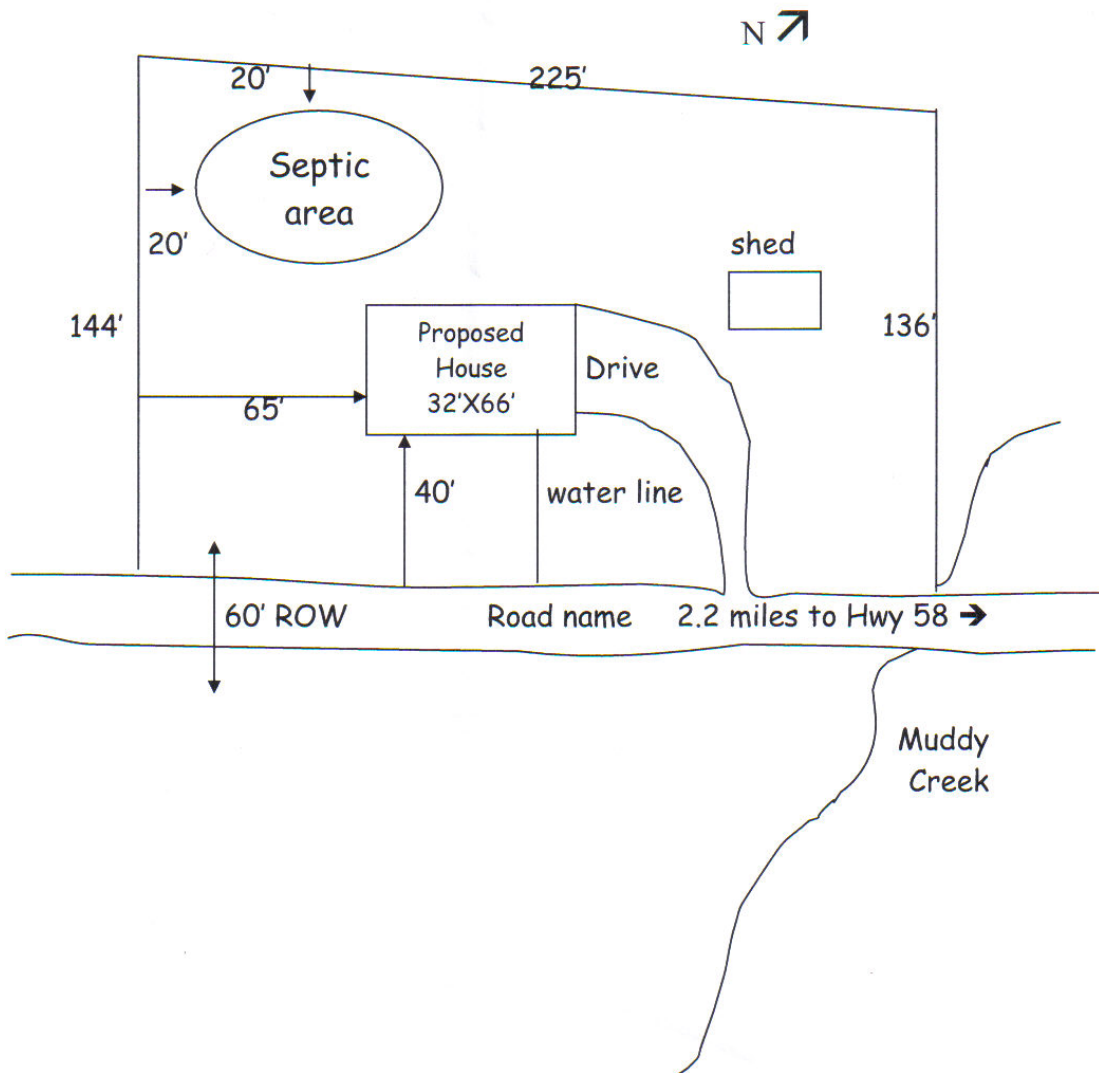 N
20'
225'
Septic
area
20'
shed
144'
136'
Proposed
House
32'X66'
Drive
65'
40'
water line
60' ROW
Road name
2.2 miles to Hwy 58 →
Muddy
Creek